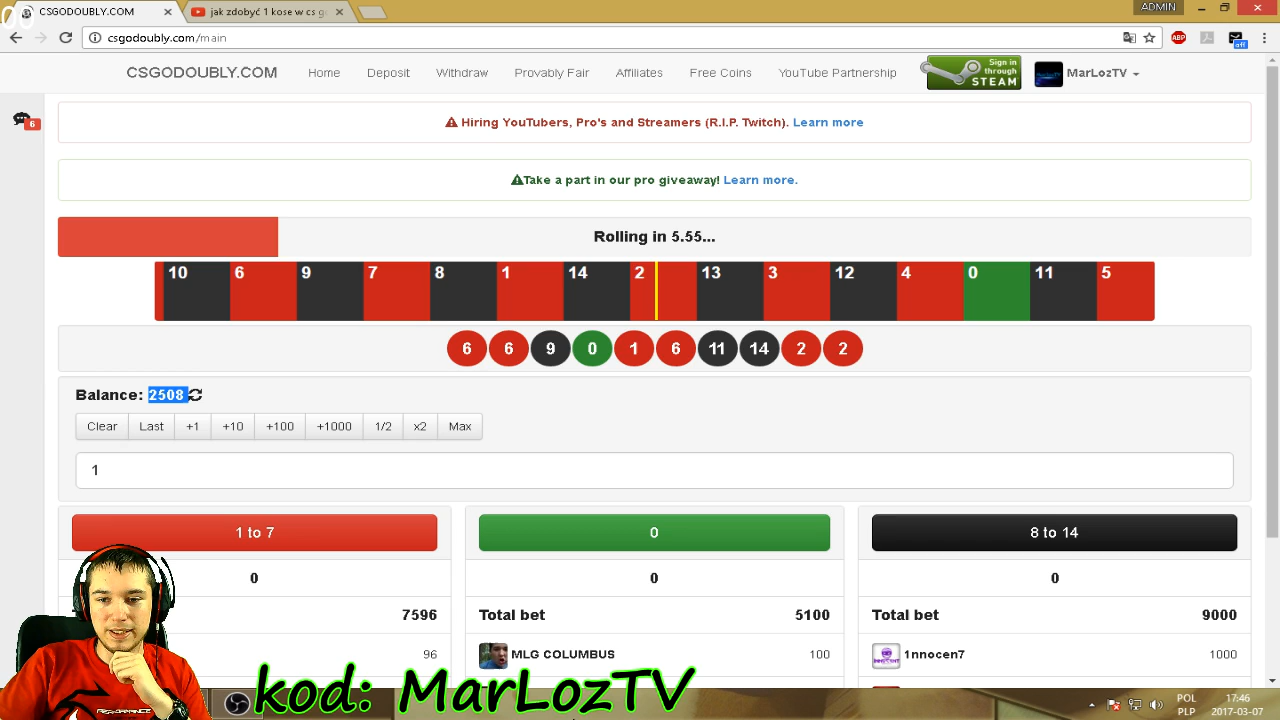 CSGODOUBLY.COM
jak zdobyć 1 kose w cs g
ADMIN
csgodoubly.com/main
ABP
off
CSGODOUBLY.COM Home Deposit Withdraw Provably Fair Affiliates YouTube Partnership
Sign in through STEAM
MarLozTV
6
Hiring YouTubers, Pro's and Streamers (R.I.P. Twitch). Learn more
Take a part in our pro giveaway! Learn more.
Rolling in 5.55...
10 6 9 7 8 1 14 2 13 3 12 4 0 11 5
6 6 9 0 1 6 11 14 2 2
Balance: 2508
Clear Last +1 +10 +100 +1000 1/2 x2 Max
1
1 to 7 0 8 to 14
0 0 0
7596 Total bet 5100 Total bet 9000
96 MLG COLUMBUS 100 1nnocen7 1000
kod: MarLozTV
POL 17:46
PLP 2017-03-07